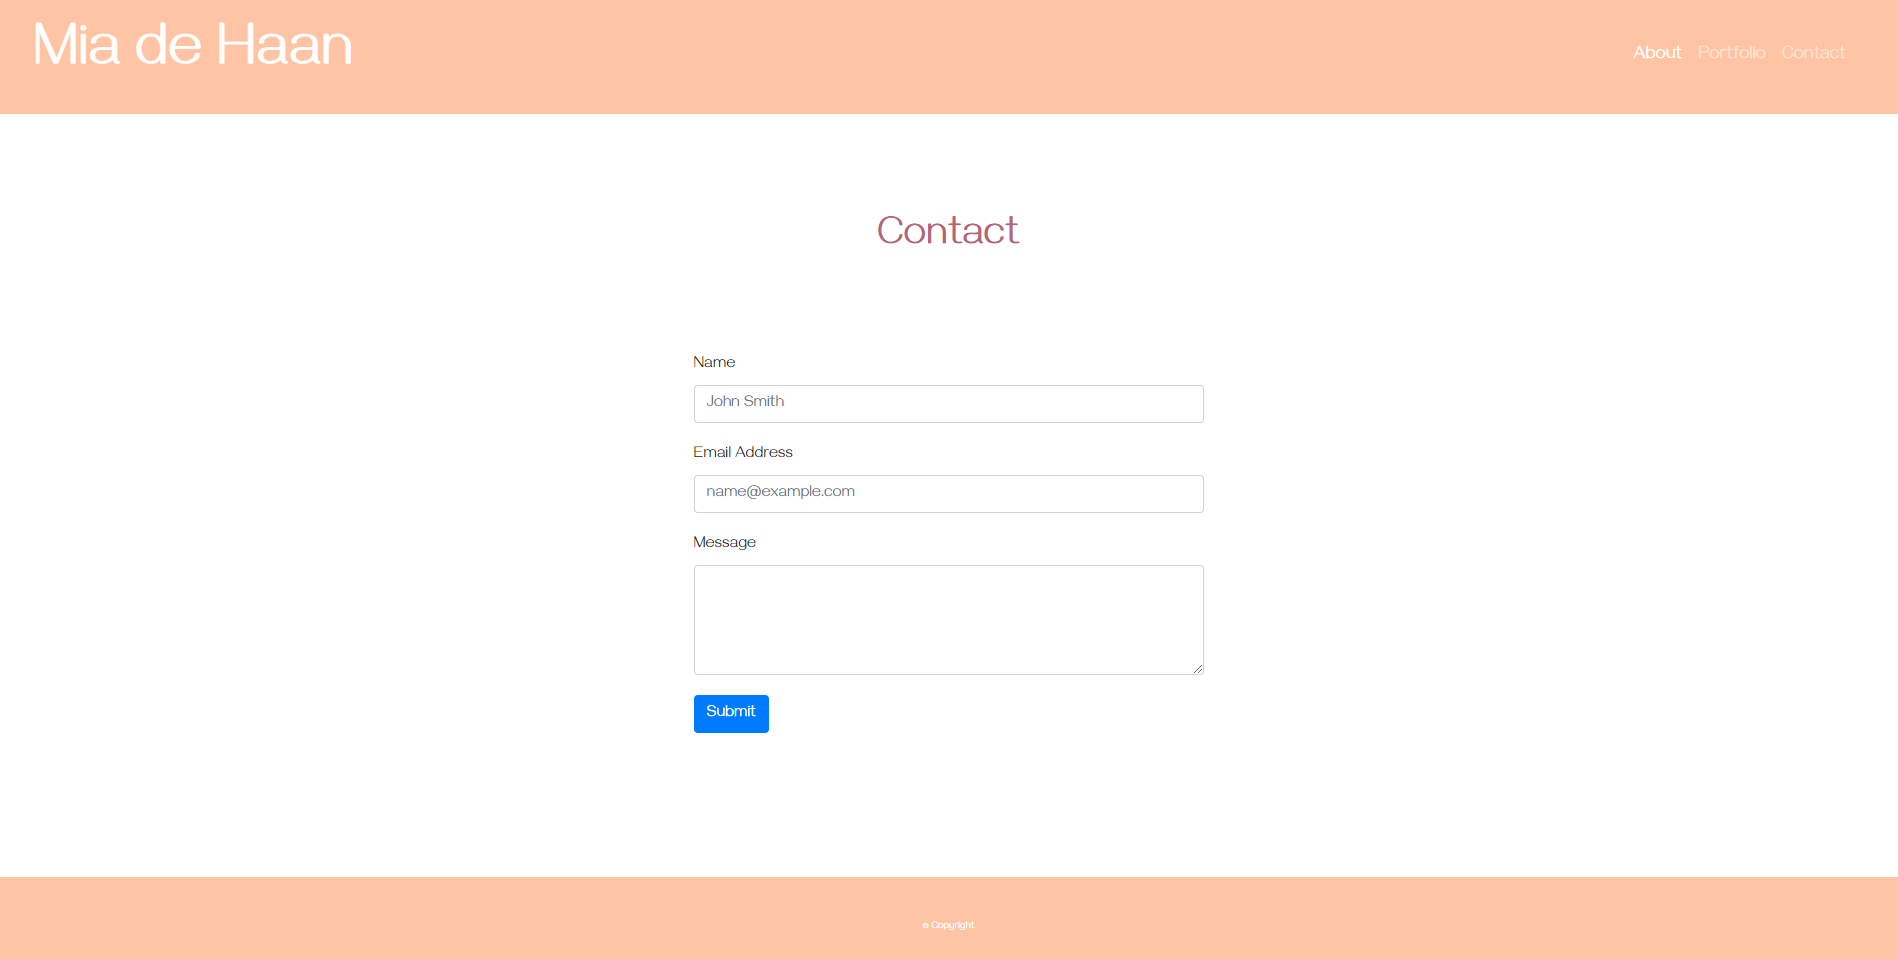 Mia de Haan
About Portfolio Contact
Contact
Name
John Smith
Email Address
name@example.com
Message
Submit
© Copyright